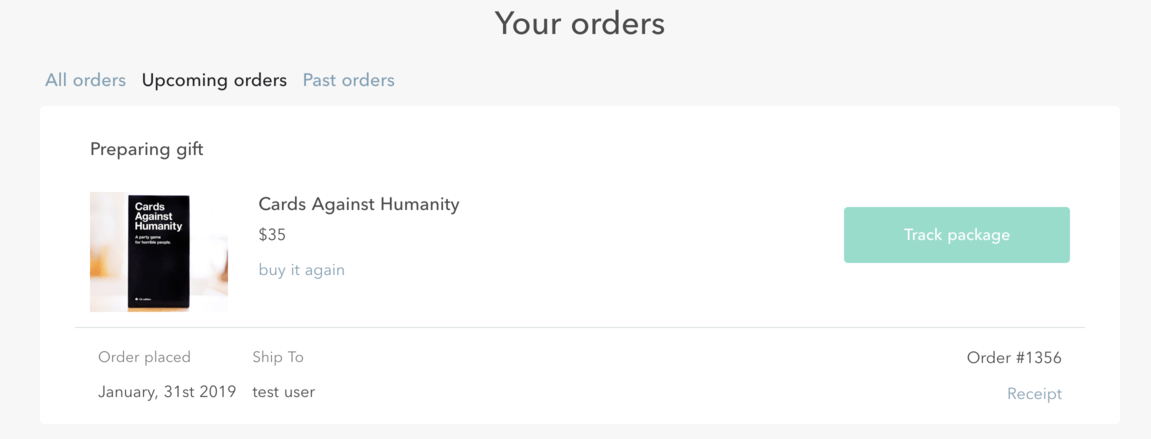 Your orders
All orders Upcoming orders Past orders
Preparing gift
Cards
Against
Humanity
A party game
for horrible people.
Cards Against Humanity
$35
buy it again
Track package
Order placed Ship To Order #1356
January, 31st 2019 test user Receipt